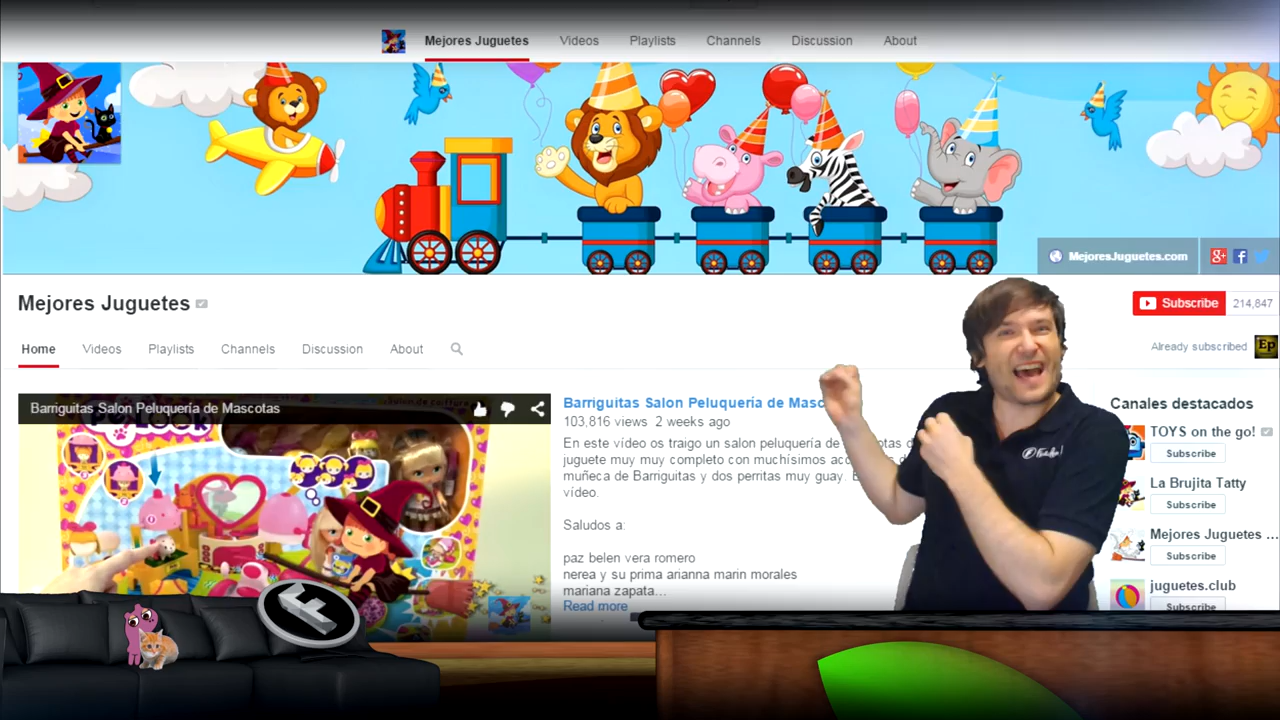 Mejores Juguetes Videos Playlists Channels Discussion About
MejoresJuguetes.com
Mejores Juguetes
Subscribe 214,847
Home Videos Playlists Channels Discussion About
Already subscribed Ep
Barriguitas Salon Peluquería de Mascotas
Barriguitas Salon Peluqueria de Masc
103,816 views 2 weeks ago
En este vídeo os traigo un salon peluquería de
juguete muy muy completo con muchísimos
muñeca de Barriguitas y dos perritas muy guay.
vídeo.
Saludos a:
paz belen vera romero
nerea y su prima arianna marin morales
mariana zapata...
Read more
Canales destacados
TOYS on the go!
Subscribe
La Brujita Tatty
Subscribe
Mejores Juguetes ...
Subscribe
juguetes.club
Subscribe
F